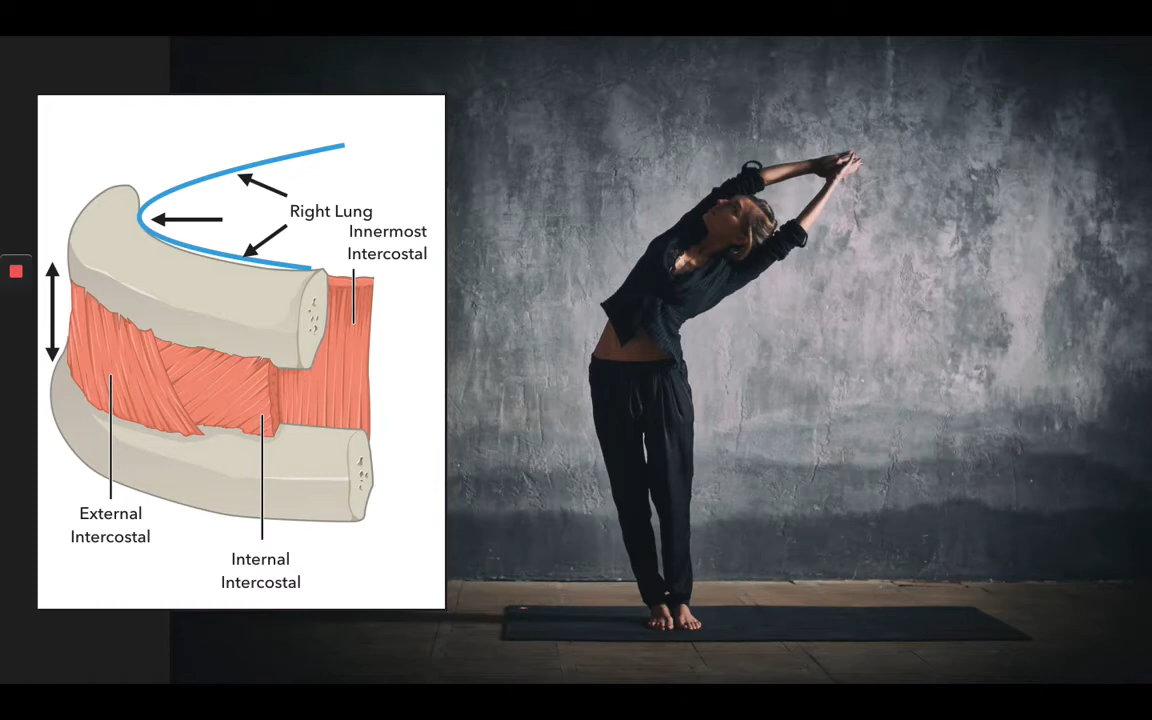 Right Lung
Innermost
Intercostal
External
Intercostal
Internal
Intercostal